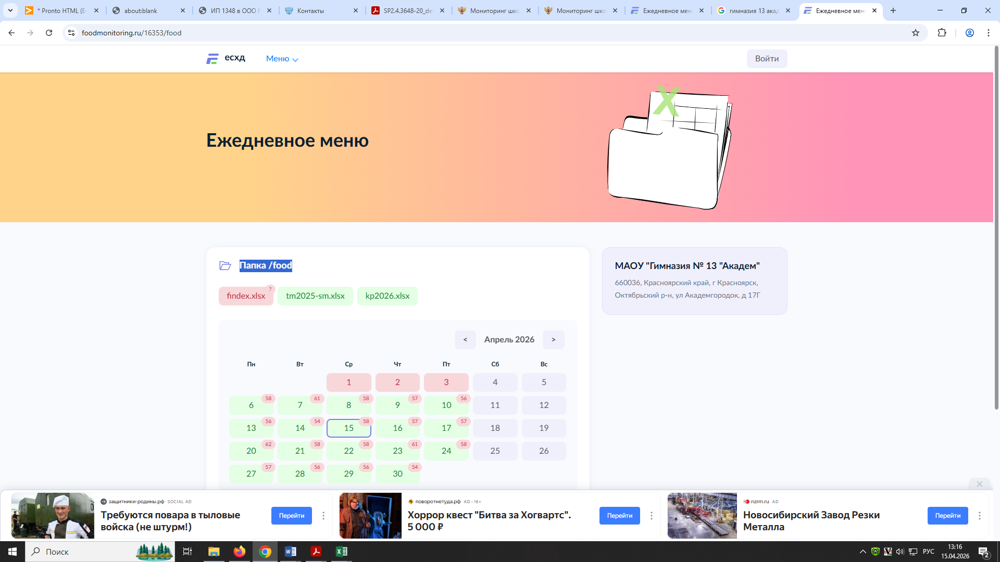 * Pronto HTML (E-
about:blank
ИП 1348 в ООО Р
Контакты
SP2.4.3648-20_de
Мониторинг шко
Мониторинг шко
Ежедневное мен
гимназия 13 акад
Ежедневное мен
foodmonitoring.ru/16353/food
есхд
Меню
Войти
X
Ежедневное меню
Папка /food
findex.xlsx ?
tm2025-sm.xlsx
kp2026.xlsx
МАОУ "Гимназия № 13 "Академ"
660036, Красноярский край, г Красноярск,
Октябрьский р-н, ул Академгородок, д 17Г
< Апрель 2026 >
Пн Вт Ср Чт Пт Сб Вс
1 2 3 4 5
58 61 58 57 56
6 7 8 9 10 11 12
56 54 58 57 57
13 14 15 16 17 18 19
62 58 58 61 58
20 21 22 23 24 25 26
57 56 56 54
27 28 29 30
защитники-родины.рф SOCIAL AD
Требуются повара в тыловые
войска (не штурм!)
Перейти
поворотнетуда.рф AD • 16+
Хоррор квест "Битва за Хогвартс".
5 000 ₽
Перейти
nzrm.ru AD
Новосибирский Завод Резки
Металла
Перейти
Поиск
РУС
13:16
15.04.2026
2